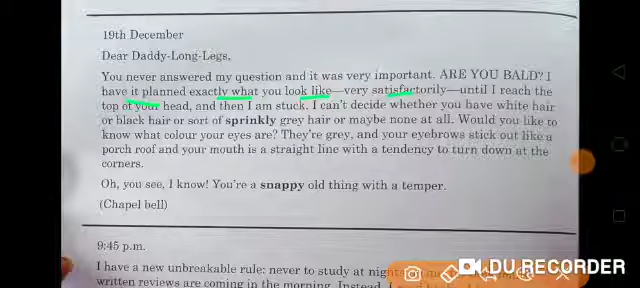 19th December
Dear Daddy-Long-Legs,
You never answered my question and it was very important. ARE YOU BALD? I
have it planned exactly what you look like—very satisfactorily—until I reach the
top of your head, and then I am stuck. I can't decide whether you have white hair
or black hair or sort of sprinkly grey hair or maybe none at all. Would you like to
know what colour your eyes are? They're grey, and your eyebrows stick out like a
porch roof and your mouth is a straight line with a tendency to turn down at the
corners.
Oh, you see, I know! You're a snappy old thing with a temper.
(Chapel bell)
9:45 p.m.
I have a new unbreakable rule: never to study at night
written reviews are coming in the morning. Instead, I
DU RECORDER